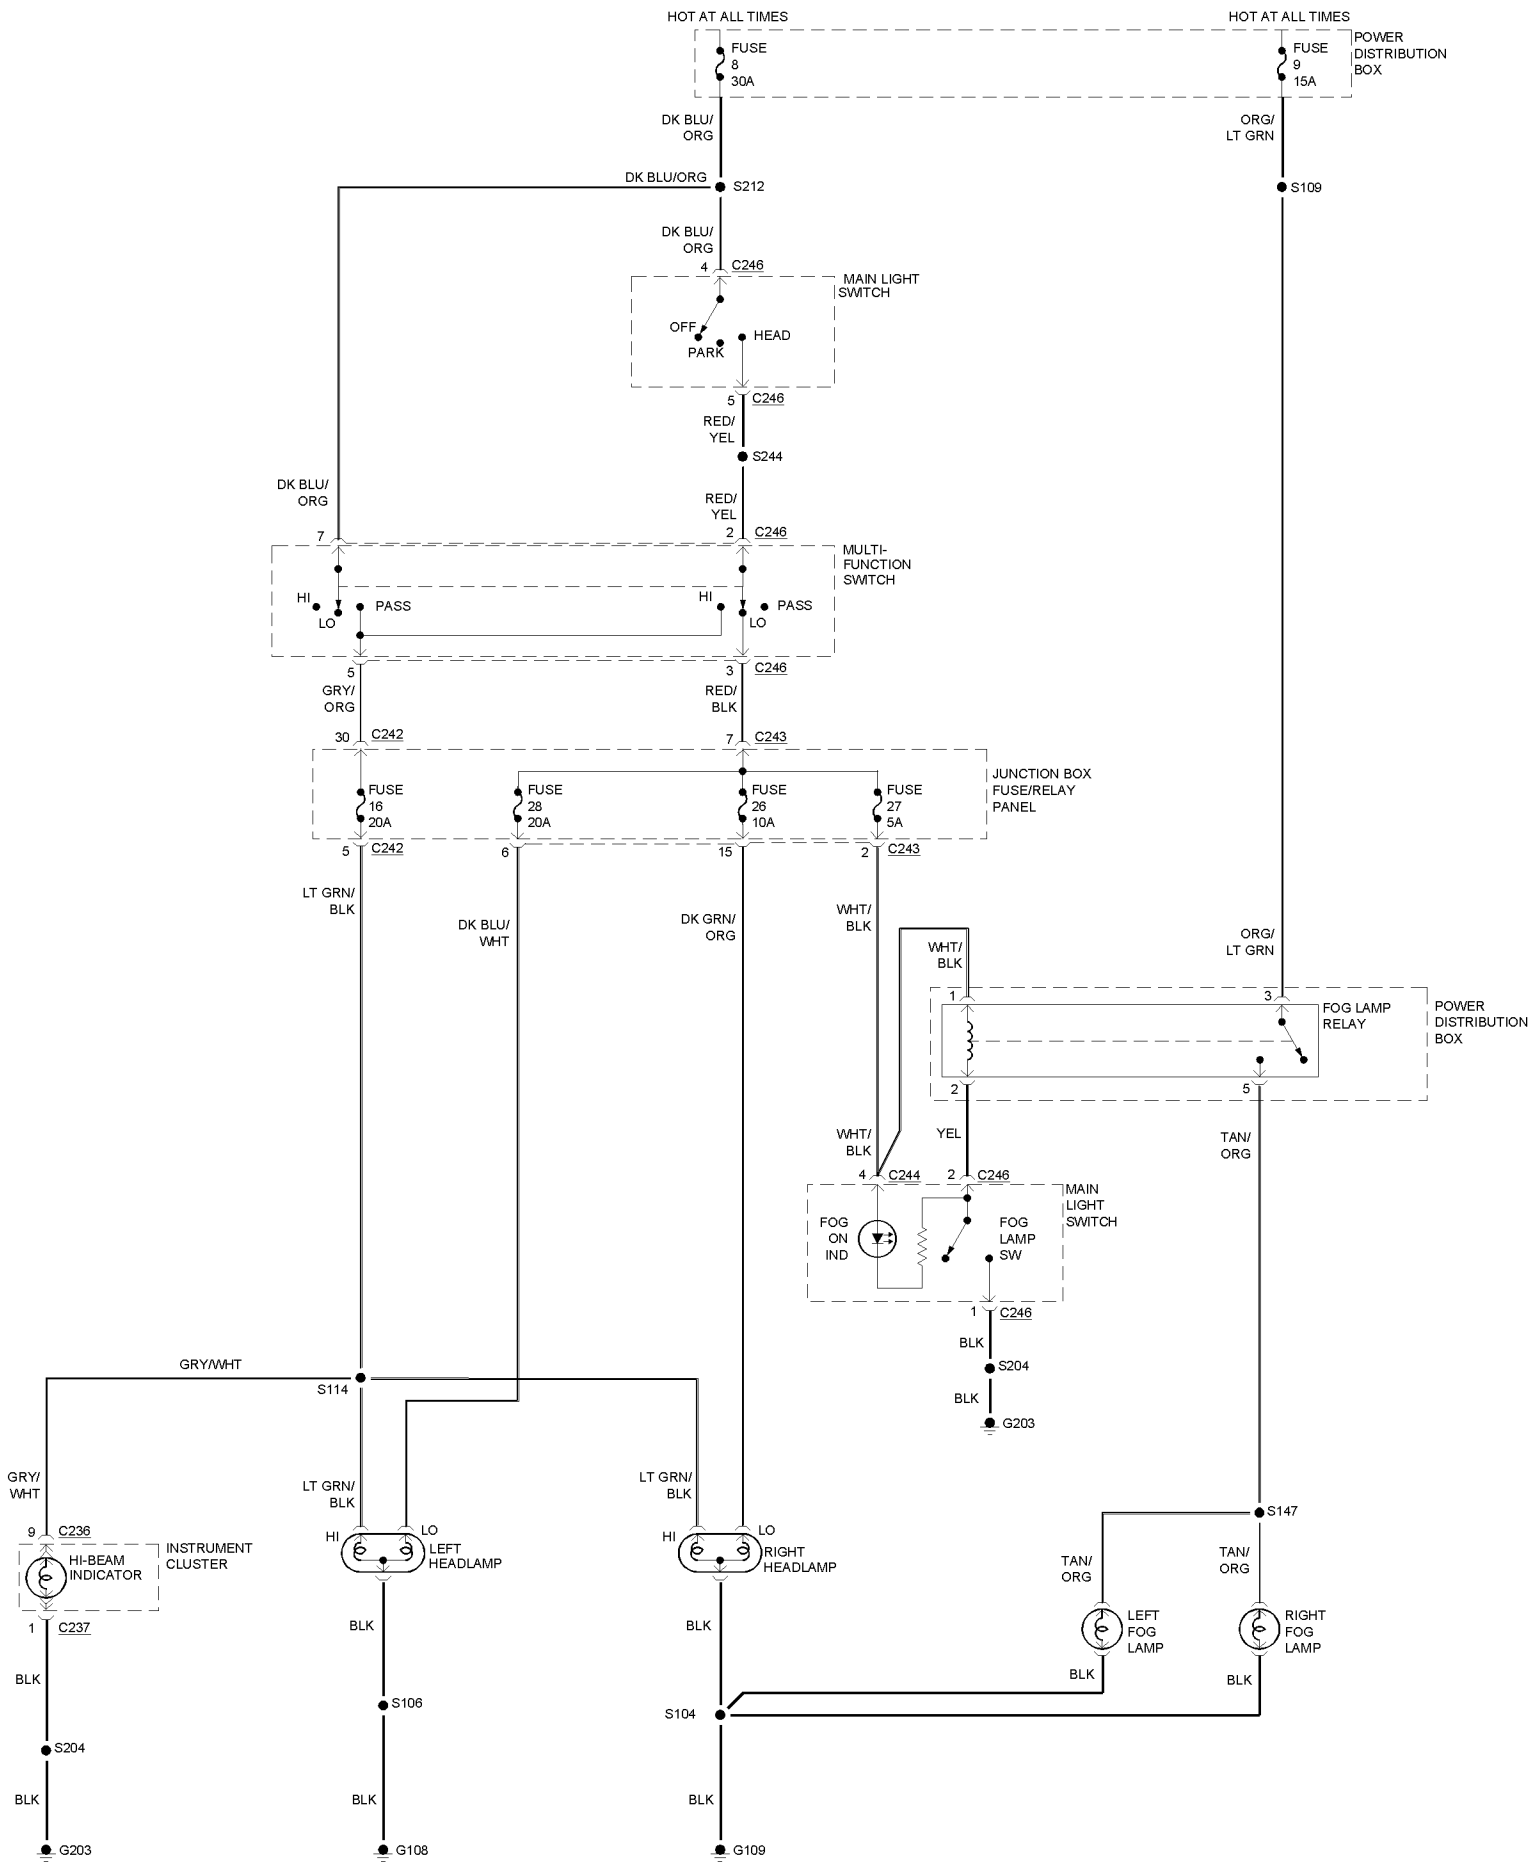 HOT AT ALL TIMES
HOT AT ALL TIMES
FUSE
8
30A
FUSE
9
15A
POWER
DISTRIBUTION
BOX
DK BLU/
ORG
ORG/
LT GRN
DK BLU/ORG
S212
S109
DK BLU/
ORG
4
C246
MAIN LIGHT
SWITCH
OFF
PARK
HEAD
5
C246
RED/
YEL
S244
DK BLU/
ORG
RED/
YEL
7
2
C246
MULTI-
FUNCTION
SWITCH
HI
LO
PASS
HI
LO
PASS
5
3
C246
GRY/
ORG
RED/
BLK
30
C242
7
C243
JUNCTION BOX
FUSE/RELAY
PANEL
FUSE
16
20A
FUSE
28
20A
FUSE
26
10A
FUSE
27
5A
5
C242
6
15
2
C243
LT GRN/
BLK
DK BLU/
WHT
DK GRN/
ORG
WHT/
BLK
WHT/
BLK
ORG/
LT GRN
1
3
FOG LAMP
RELAY
POWER
DISTRIBUTION
BOX
2
5
WHT/
BLK
YEL
TAN/
ORG
4
C244
2
C246
MAIN
LIGHT
SWITCH
FOG
ON
IND
FOG
LAMP
SW
1
C246
BLK
S204
BLK
G203
GRY/WHT
S114
GRY/
WHT
LT GRN/
BLK
LT GRN/
BLK
S147
9
C236
INSTRUMENT
CLUSTER
HI-BEAM
INDICATOR
HI
LO
LEFT
HEADLAMP
HI
LO
RIGHT
HEADLAMP
TAN/
ORG
TAN/
ORG
1
C237
BLK
BLK
LEFT
FOG
LAMP
RIGHT
FOG
LAMP
BLK
BLK
BLK
S106
S104
S204
BLK
BLK
BLK
G203
G108
G109